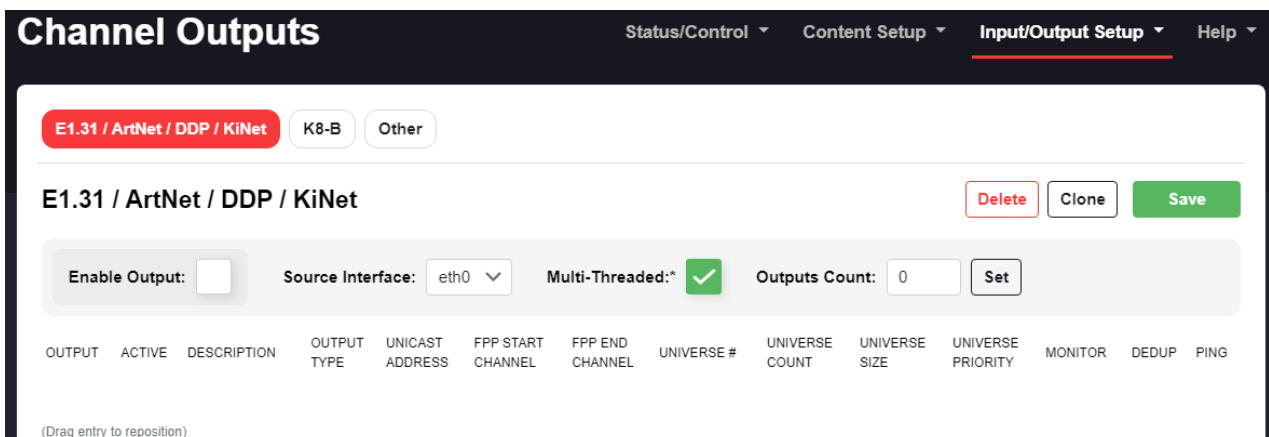 Channel Outputs
Status/Control Content Setup Input/Output Setup Help
E1.31 / ArtNet / DDP / KiNet K8-B Other
E1.31 / ArtNet / DDP / KiNet
Delete Clone Save
Enable Output: Source Interface: eth0 Multi-Threaded:* Outputs Count: 0 Set
OUTPUT ACTIVE DESCRIPTION OUTPUT TYPE UNICAST ADDRESS FPP START CHANNEL FPP END CHANNEL UNIVERSE # UNIVERSE COUNT UNIVERSE SIZE UNIVERSE PRIORITY MONITOR DEDUP PING
(Drag entry to reposition)